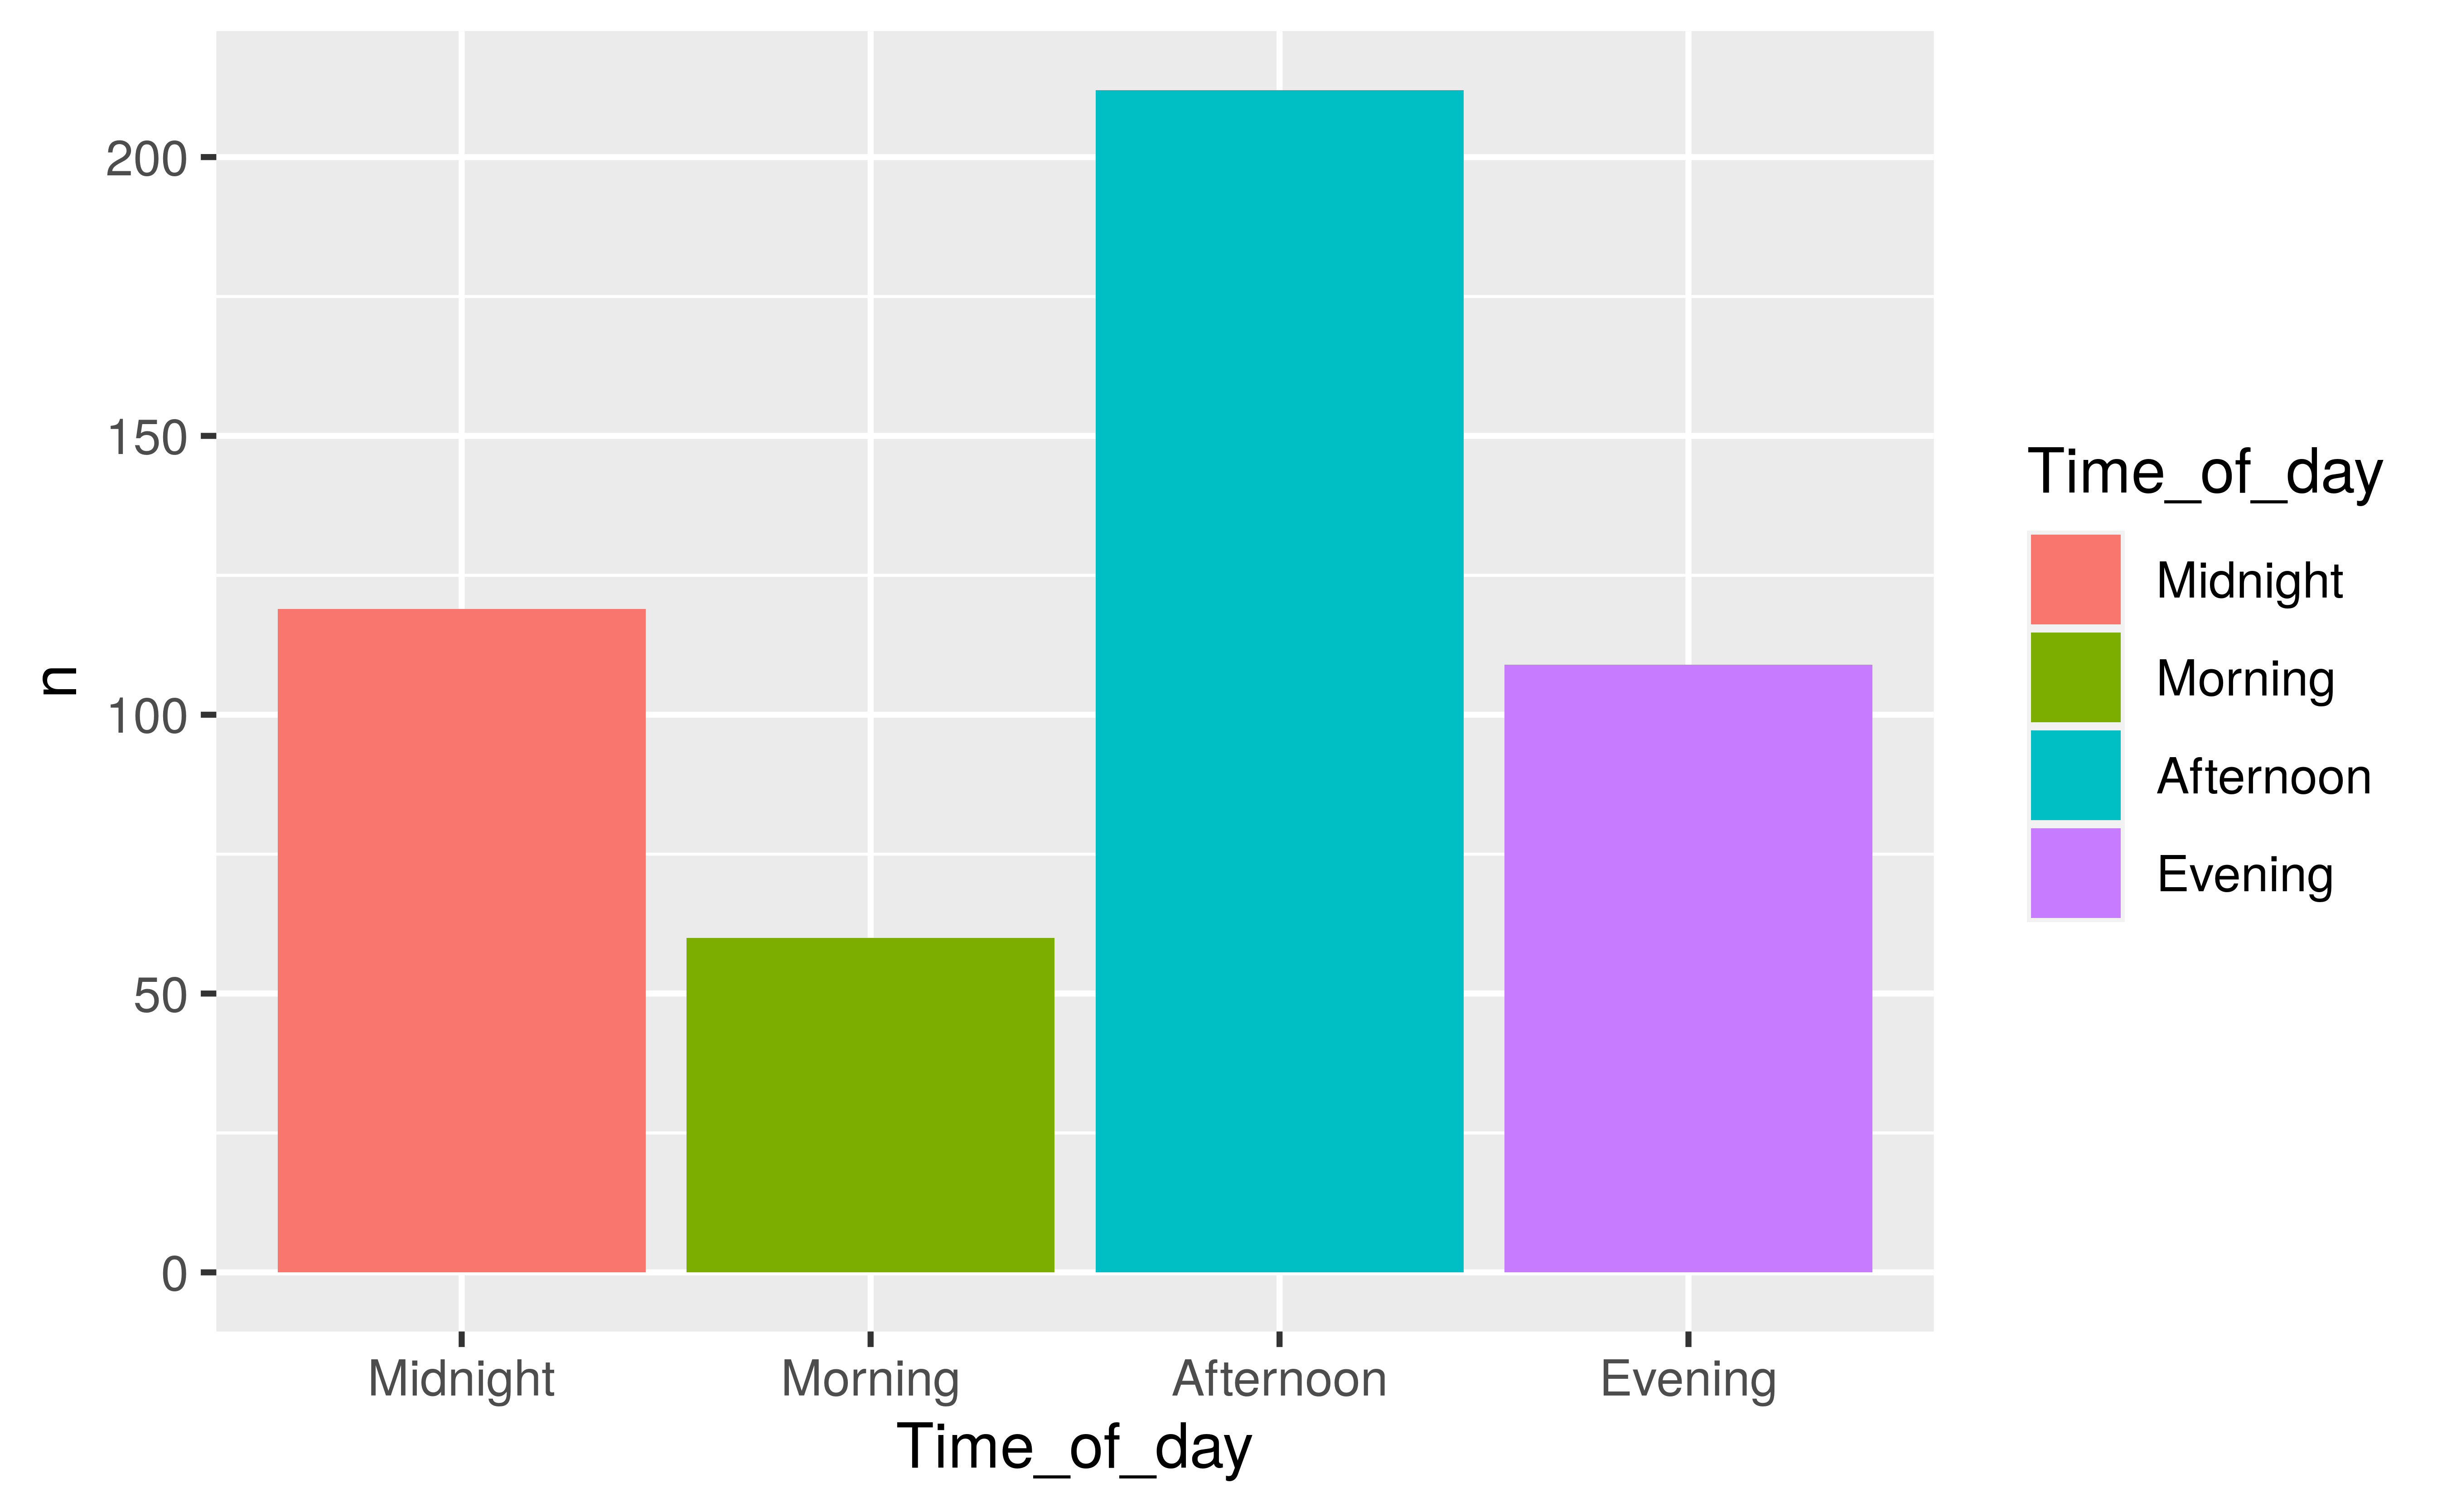 n
200
150
100
50
0
Midnight Morning Afternoon Evening
Time_of_day
Time_of_day
Midnight
Morning
Afternoon
Evening